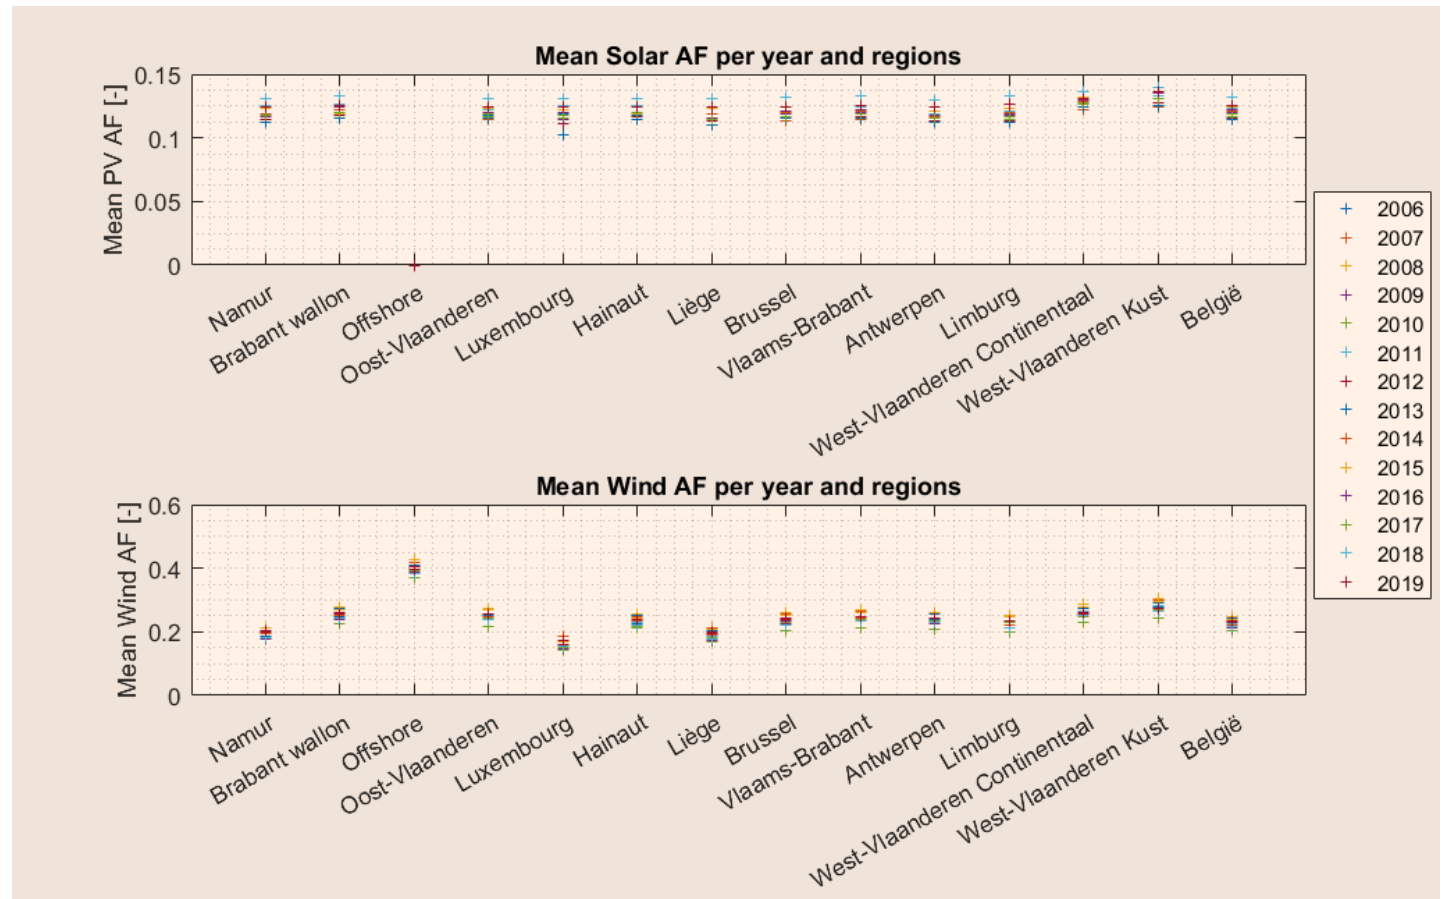 Mean Solar AF per year and regions
Mean PV AF [-]
0.15
0.1
0.05
0
Namur
Brabant wallon
Offshore
Oost-Vlaanderen
Luxembourg
Hainaut
Liège
Brussel
Vlaams-Brabant
Antwerpen
Limburg
West-Vlaanderen Continentaal
West-Vlaanderen Kust
België
2006
2007
2008
2009
2010
2011
2012
2013
2014
2015
2016
2017
2018
2019
Mean Wind AF per year and regions
Mean Wind AF [-]
0.6
0.4
0.2
0
Namur
Brabant wallon
Offshore
Oost-Vlaanderen
Luxembourg
Hainaut
Liège
Brussel
Vlaams-Brabant
Antwerpen
Limburg
West-Vlaanderen Continentaal
West-Vlaanderen Kust
België